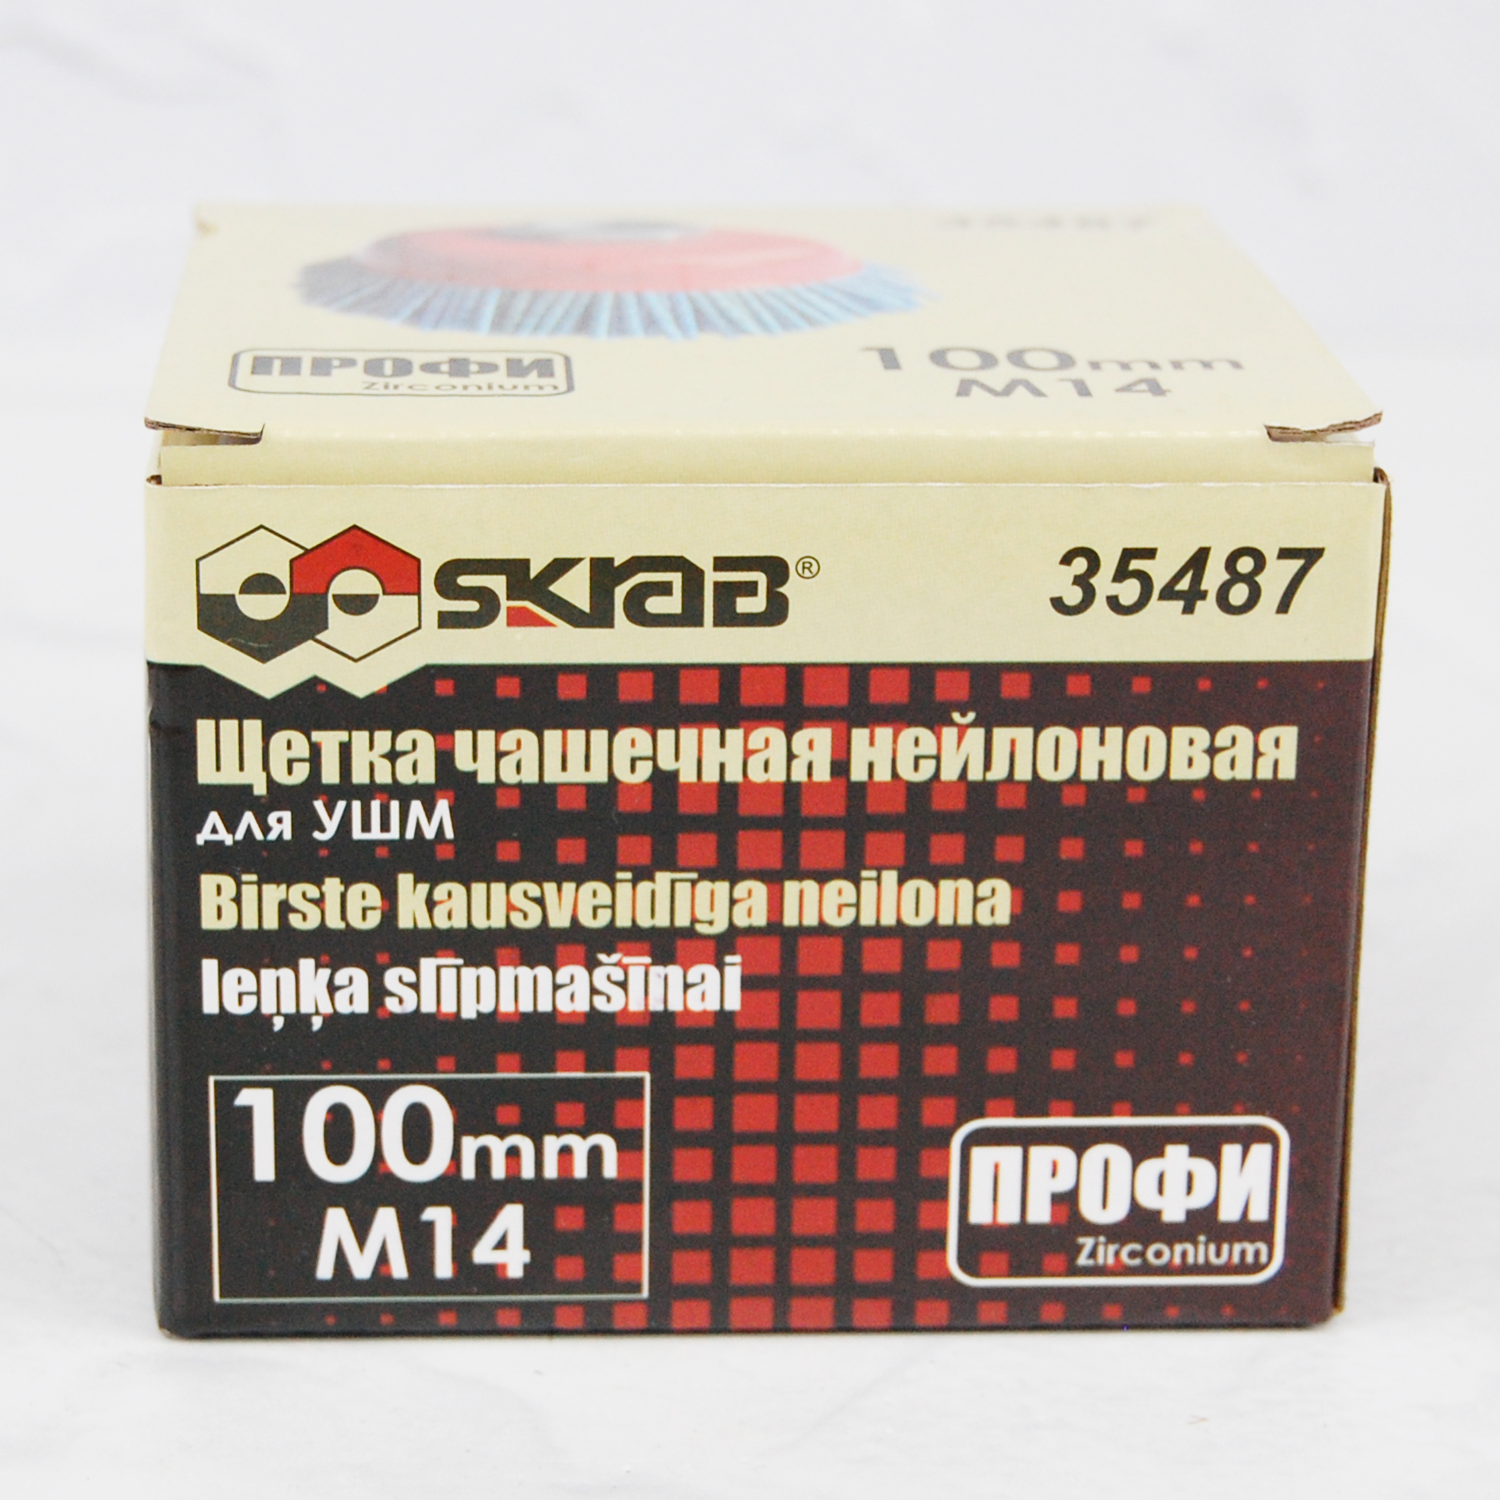 35487
ПРОФИ
Zirconium
100mm
M14
SKRAB®
35487
Щетка чашечная нейлоновая
для УШМ
Birste kausveidīga neilona
leņķa slīpmašīnai
100mm
M14
ПРОФИ
Zirconium